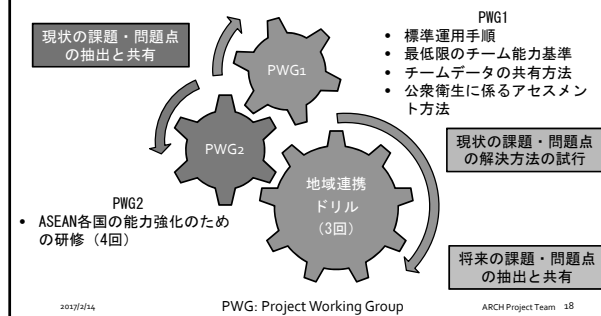 PWG1
• 標準運用手順
• 最低限のチーム能力基準
• チームデータの共有方法
• 公衆衛生に係るアセスメン
ト方法
現状の課題・問題点
の抽出と共有
PWG1
PWG2
地域連携
ドリル
(3回)
現状の課題・問題点
の解決方法の試行
PWG2
• ASEAN各国の能力強化のため
の研修（4回）
将来の課題・問題点
の抽出と共有
2017/2/14
PWG: Project Working Group
ARCH Project Team 18